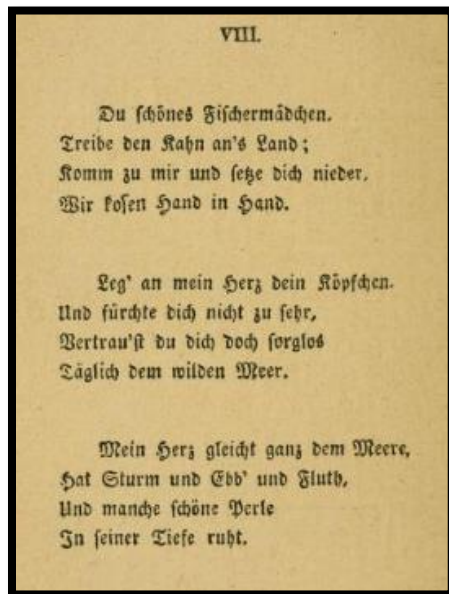 VIII.
Du schönes Fischermädchen.
Treibe den Kahn an's Land;
Komm zu mir und setze dich nieder,
Wir kosen Hand in Hand.
Leg' an mein Herz dein Köpfchen.
Und fürchte dich nicht zu sehr,
Vertrau'st du dich doch sorglos
Täglich dem wilden Meer.
Mein Herz gleicht ganz dem Meere,
Hat Sturm und Ebb' und Fluth,
Und manche schöne Perle
In seiner Tiefe ruht.